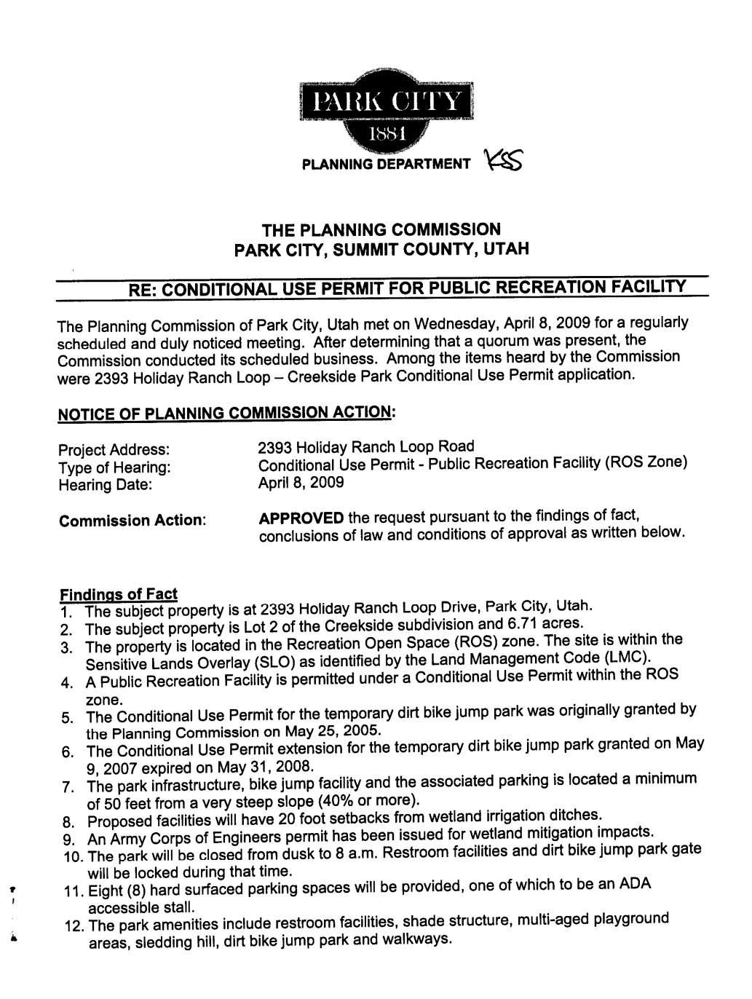 PARK CITY
1884
PLANNING DEPARTMENT KSS
THE PLANNING COMMISSION
PARK CITY, SUMMIT COUNTY, UTAH
RE: CONDITIONAL USE PERMIT FOR PUBLIC RECREATION FACILITY
The Planning Commission of Park City, Utah met on Wednesday, April 8, 2009 for a regularly
scheduled and duly noticed meeting. After determining that a quorum was present, the
Commission conducted its scheduled business. Among the items heard by the Commission
were 2393 Holiday Ranch Loop – Creekside Park Conditional Use Permit application.
NOTICE OF PLANNING COMMISSION ACTION:
Project Address: 2393 Holiday Ranch Loop Road
Type of Hearing: Conditional Use Permit - Public Recreation Facility (ROS Zone)
Hearing Date: April 8, 2009
Commission Action: APPROVED the request pursuant to the findings of fact,
conclusions of law and conditions of approval as written below.
Findings of Fact
1. The subject property is at 2393 Holiday Ranch Loop Drive, Park City, Utah.
2. The subject property is Lot 2 of the Creekside subdivision and 6.71 acres.
3. The property is located in the Recreation Open Space (ROS) zone. The site is within the
Sensitive Lands Overlay (SLO) as identified by the Land Management Code (LMC).
4. A Public Recreation Facility is permitted under a Conditional Use Permit within the ROS
zone.
5. The Conditional Use Permit for the temporary dirt bike jump park was originally granted by
the Planning Commission on May 25, 2005.
6. The Conditional Use Permit extension for the temporary dirt bike jump park granted on May
9, 2007 expired on May 31, 2008.
7. The park infrastructure, bike jump facility and the associated parking is located a minimum
of 50 feet from a very steep slope (40% or more).
8. Proposed facilities will have 20 foot setbacks from wetland irrigation ditches.
9. An Army Corps of Engineers permit has been issued for wetland mitigation impacts.
10. The park will be closed from dusk to 8 a.m. Restroom facilities and dirt bike jump park gate
will be locked during that time.
11. Eight (8) hard surfaced parking spaces will be provided, one of which to be an ADA
accessible stall.
12. The park amenities include restroom facilities, shade structure, multi-aged playground
areas, sledding hill, dirt bike jump park and walkways.